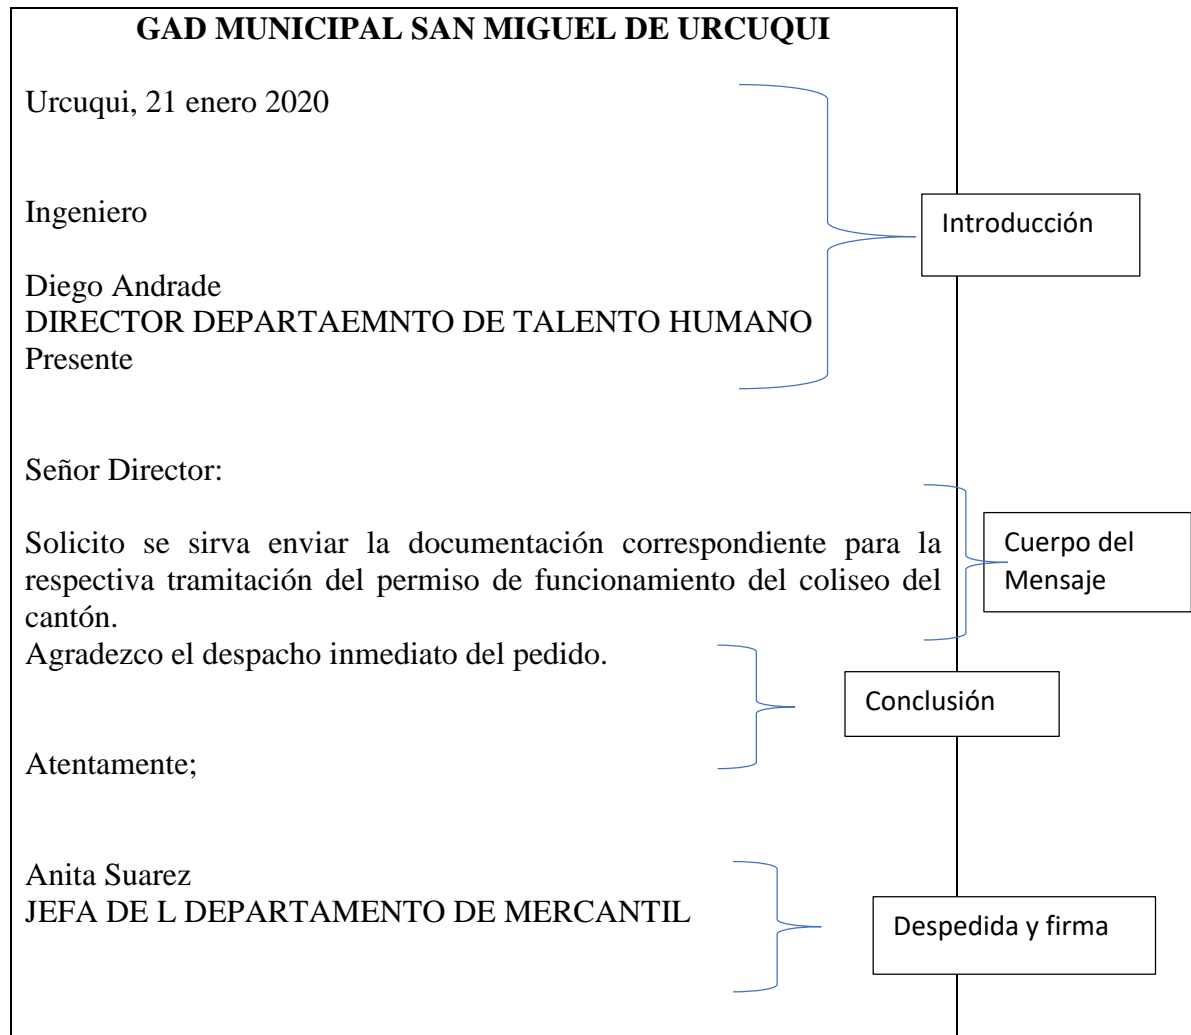 GAD MUNICIPAL SAN MIGUEL DE URCUQUI
Urcuqui, 21 enero 2020
Ingeniero
Introducción
Diego Andrade
DIRECTOR DEPARTAEMNTO DE TALENTO HUMANO
Presente
Señor Director:
Solicito se sirva enviar la documentación correspondiente para la
respectiva tramitación del permiso de funcionamiento del coliseo del
cantón.
Cuerpo del
Mensaje
Agradezco el despacho inmediato del pedido.
Conclusión
Atentamente;
Anita Suarez
JEFA DE L DEPARTAMENTO DE MERCANTIL
Despedida y firma